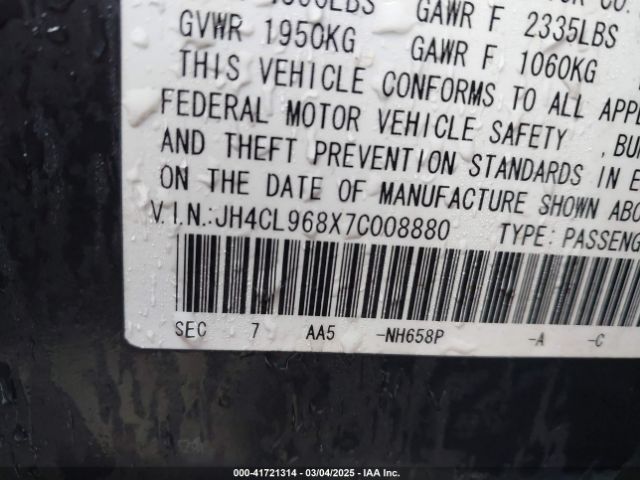 GAWR F 2335LBS
GVWR 1950KG GAWR F 1060KG
THIS VEHICLE CONFORMS TO ALL
FEDERAL MOTOR VEHICLE SAFETY ,
AND THEFT PREVENTION STANDARDS IN
ON THE DATE OF MANUFACTURE SHOWN
V.I.N.:JH4CL968X7C008880 TYPE:
SEC 7 AA5 -NH658P -A -C
000-41721314 - 03/04/2025 - IAA Inc.